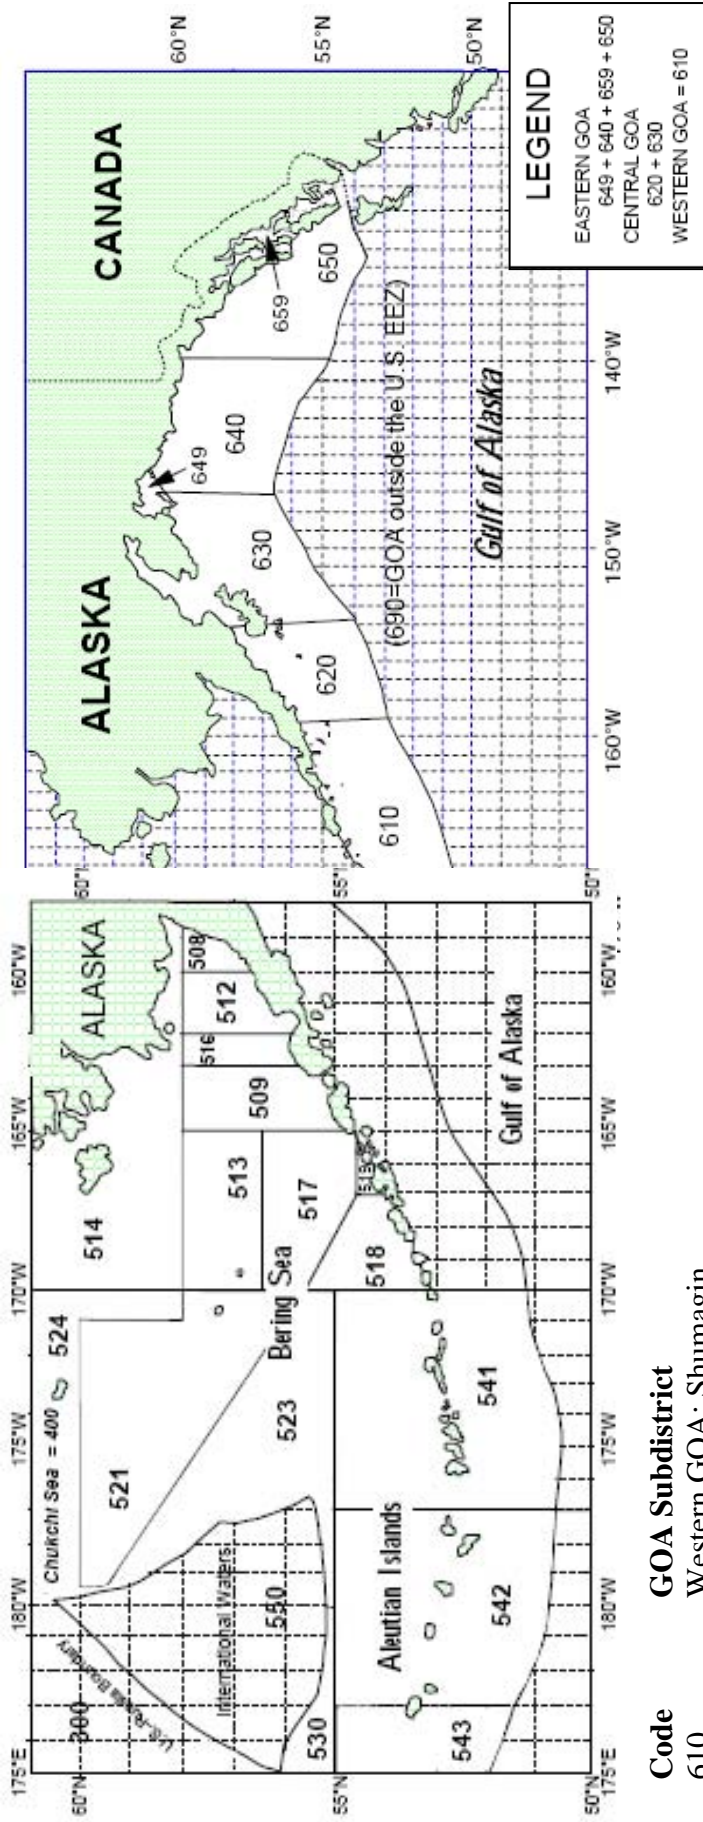 175°E
180°W
175°W
170°W
165°W
160°W
60°N
55°N
50°N
Chukchi Sea = 400
524
514
ALASKA
U.S.-Russia Boundary
300
521
International Waters
550
530
523
Bering Sea
513
517
509
516
512
508
518
519
Aleutian Islands
543
542
541
Gulf of Alaska
ALASKA
CANADA
60°N
55°N
50°N
610
620
630
649
640
659
650
(690=GOA outside the U.S. EEZ)
Gulf of Alaska
160°W
150°W
140°W
LEGEND
EASTERN GOA
649 + 640 + 659 + 650
CENTRAL GOA
620 + 630
WESTERN GOA = 610
Code GOA Subdistrict
610 Western GOA; Shumagin